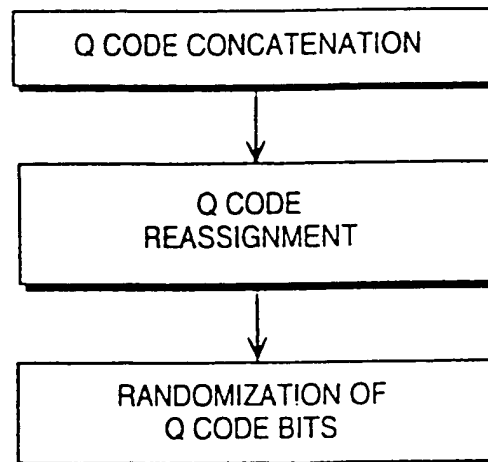 Q CODE CONCATENATION
Q CODE
REASSIGNMENT
RANDOMIZATION OF
Q CODE BITS